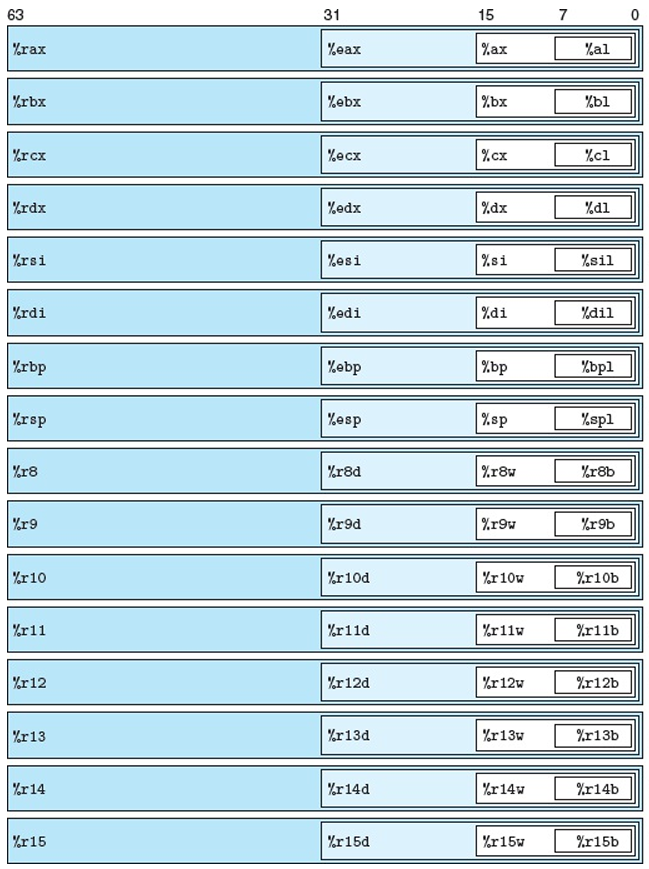 63 31 15 7 0
%rax %eax %ax %al
%rbx %ebx %bx %bl
%rcx %ecx %cx %cl
%rdx %edx %dx %dl
%rsi %esi %si %sil
%rdi %edi %di %dil
%rbp %ebp %bp %bpl
%rsp %esp %sp %spl
%r8 %r8d %r8w %r8b
%r9 %r9d %r9w %r9b
%r10 %r10d %r10w %r10b
%r11 %r11d %r11w %r11b
%r12 %r12d %r12w %r12b
%r13 %r13d %r13w %r13b
%r14 %r14d %r14w %r14b
%r15 %r15d %r15w %r15b